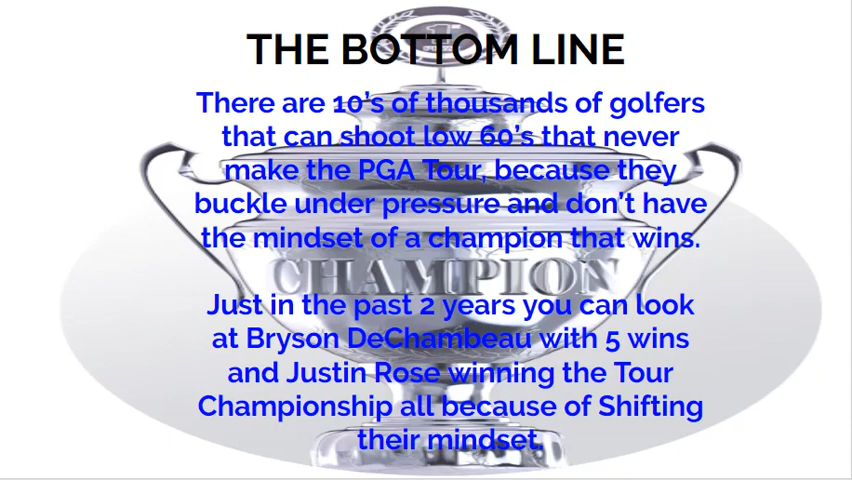 THE BOTTOM LINE
There are 10's of thousands of golfers
that can shoot low 60's that never
make the PGA Tour, because they
buckle under pressure and don't have
the mindset of a champion that wins.
CHAMPION
Just in the past 2 years you can look
at Bryson DeChambeau with 5 wins
and Justin Rose winning the Tour
Championship all because of Shifting
their mindset.